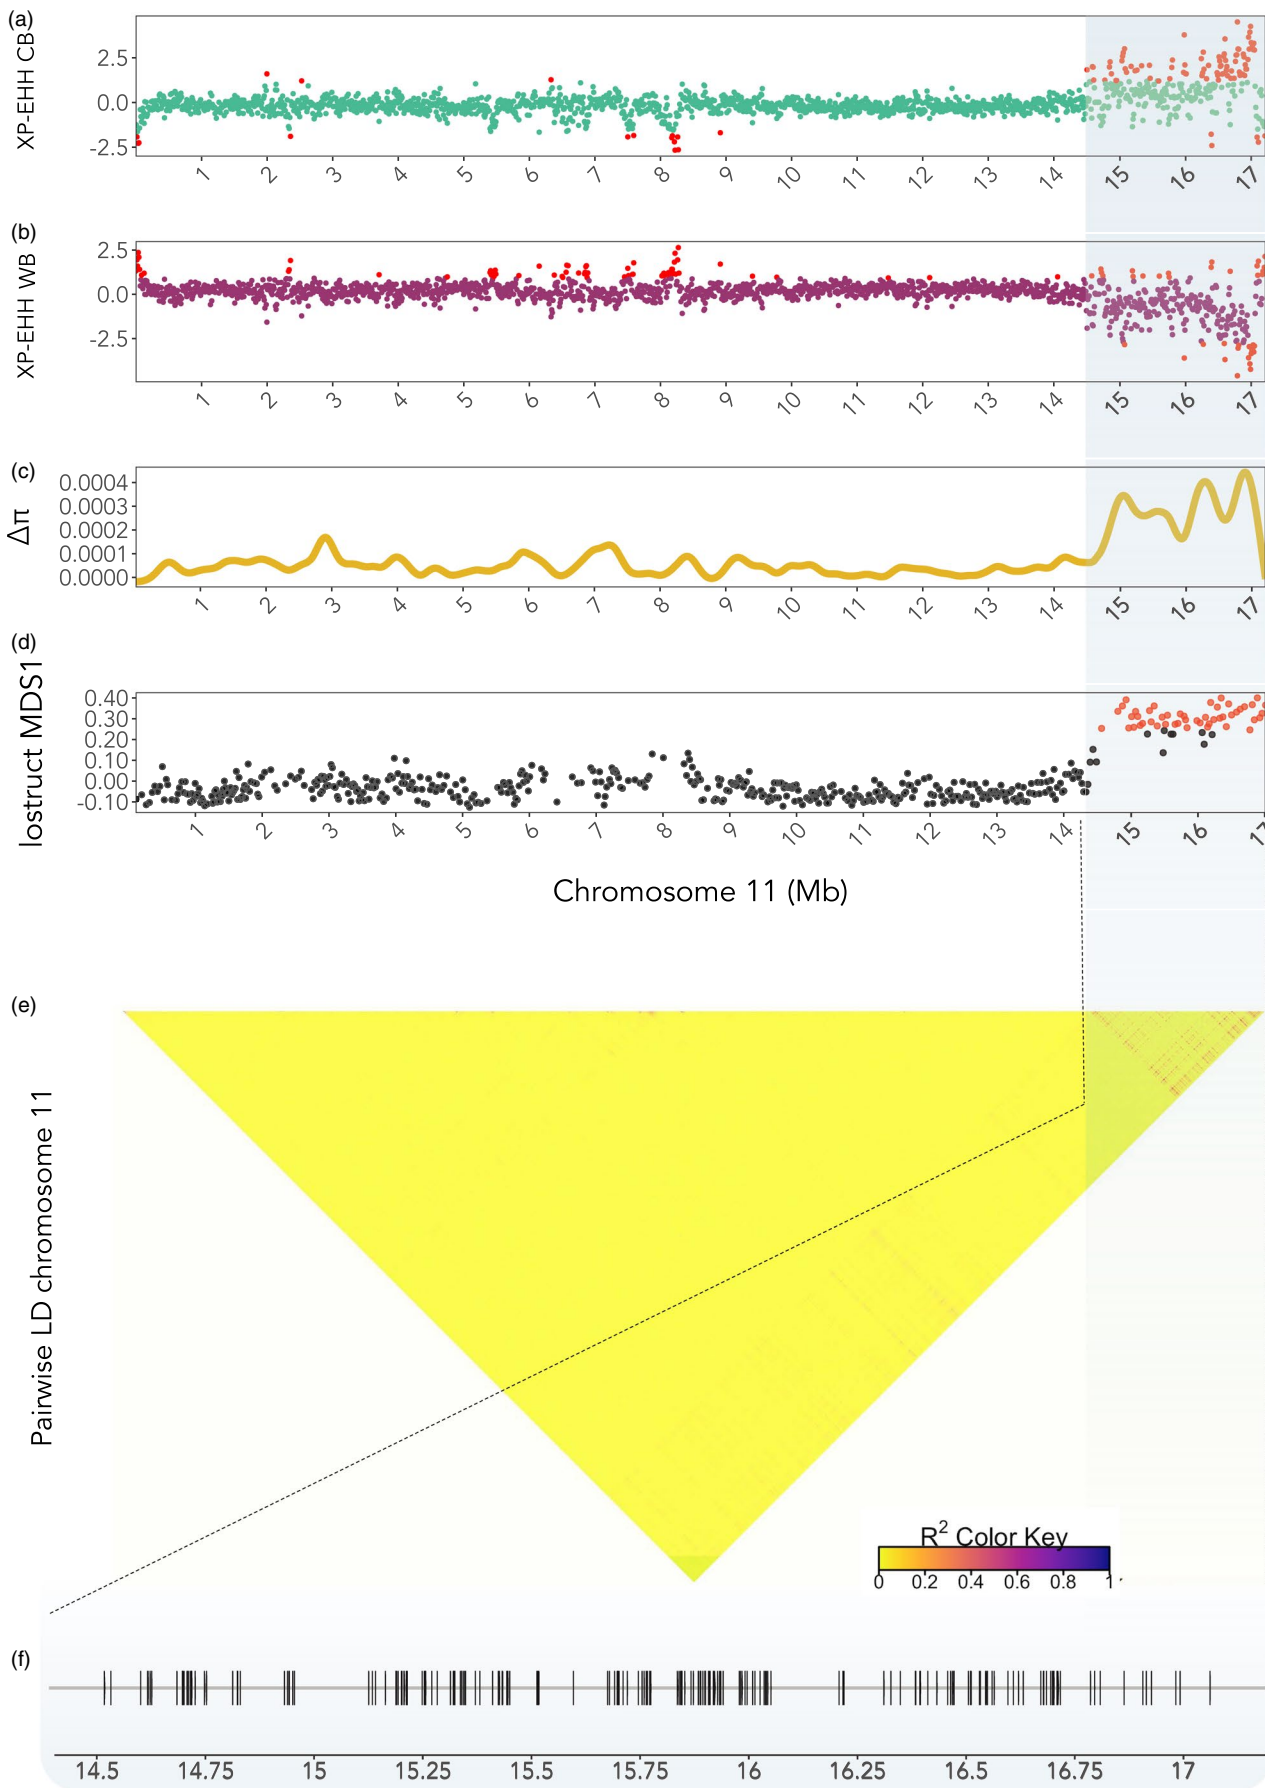 (a)
XP-EHH CB
2.5
0.0
-2.5
1 2 3 4 5 6 7 8 9 10 11 12 13 14 15 16 17
(b)
XP-EHH WB
2.5
0.0
-2.5
1 2 3 4 5 6 7 8 9 10 11 12 13 14 15 16 17
(c)
Δπ
0.0004
0.0003
0.0002
0.0001
0.0000
1 2 3 4 5 6 7 8 9 10 11 12 13 14 15 16 17
(d)
lostruct MDS1
0.40
0.30
0.20
0.10
0.00
-0.10
1 2 3 4 5 6 7 8 9 10 11 12 13 14 15 16 17
Chromosome 11 (Mb)
(e)
Pairwise LD chromosome 11
R² Color Key
0 0.2 0.4 0.6 0.8 1
(f)
14.5 14.75 15 15.25 15.5 15.75 16 16.25 16.5 16.75 17